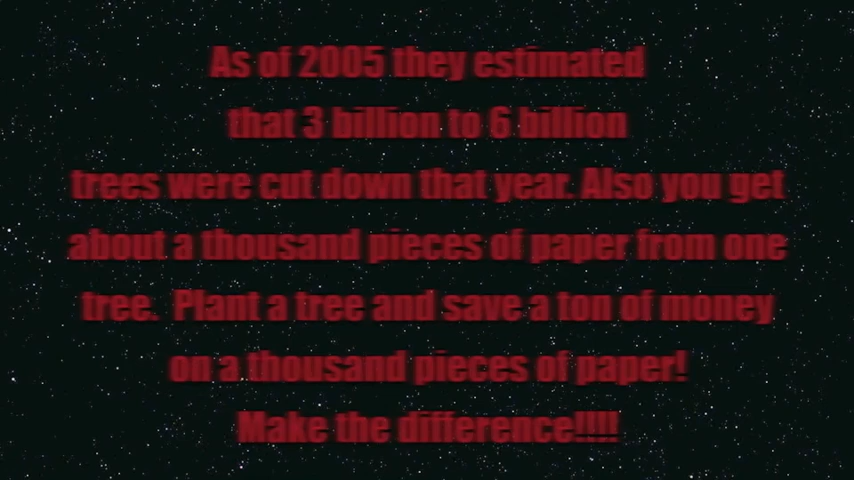 As of 2005 they estimated
that 3 billion to 6 billion
trees were cut down that year. Also you get
about a thousand pieces of paper from one
tree.  Plant a tree and save a ton of money
on a thousand pieces of paper!
Make the difference!!!!